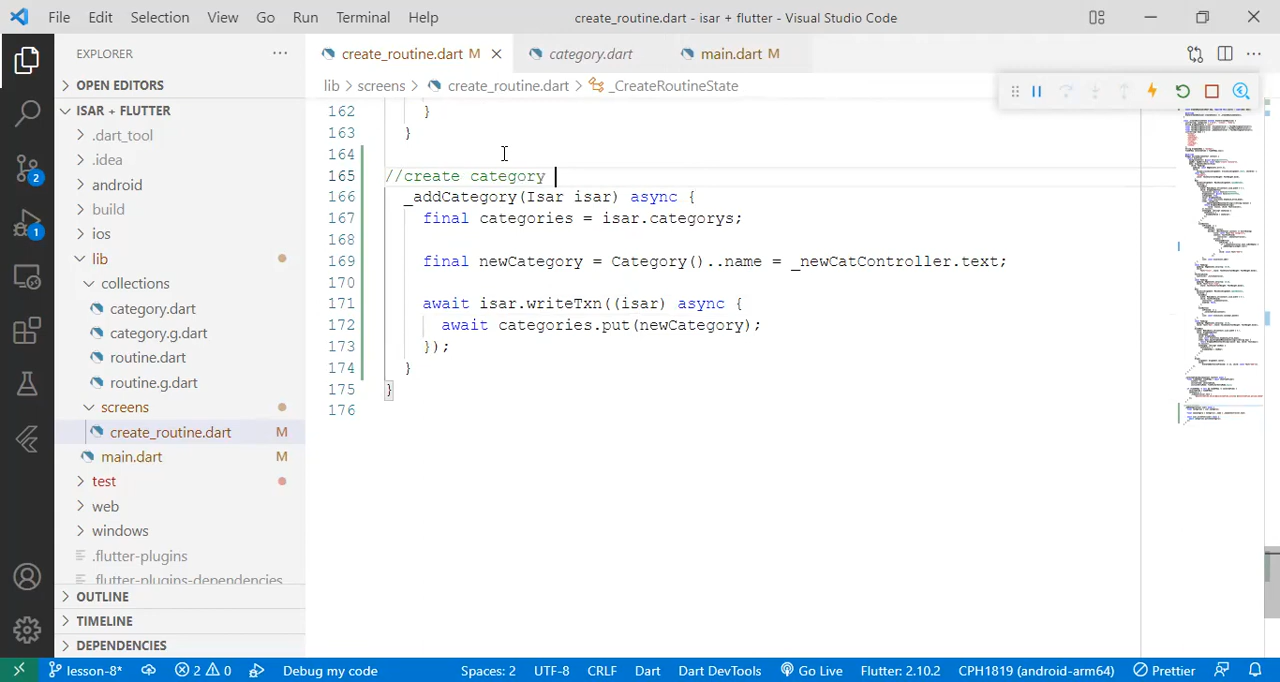 File Edit Selection View Go Run Terminal Help create_routine.dart - isar + flutter - Visual Studio Code
EXPLORER ...
create_routine.dart M
category.dart
main.dart M
OPEN EDITORS
lib > screens > create_routine.dart > _CreateRoutineState
ISAR + FLUTTER
.dart_tool
.idea
android
build
ios
lib
collections
category.dart
category.g.dart
routine.dart
routine.g.dart
screens
create_routine.dart M
main.dart M
test
web
windows
.flutter-plugins
.flutter-plugins-dependencies
OUTLINE
TIMELINE
DEPENDENCIES
2
1
162 }
163 }
164
165 //create category
166 _addCategory(Isar isar) async {
167 final categories = isar.categorys;
168
169 final newCategory = Category()..name = _newCatController.text;
170
171 await isar.writeTxn((isar) async {
172 await categories.put(newCategory);
173 });
174 }
175 }
176
lesson-8* 2 0 Debug my code Spaces: 2 UTF-8 CRLF Dart Dart DevTools Go Live Flutter: 2.10.2 CPH1819 (android-arm64) Prettier